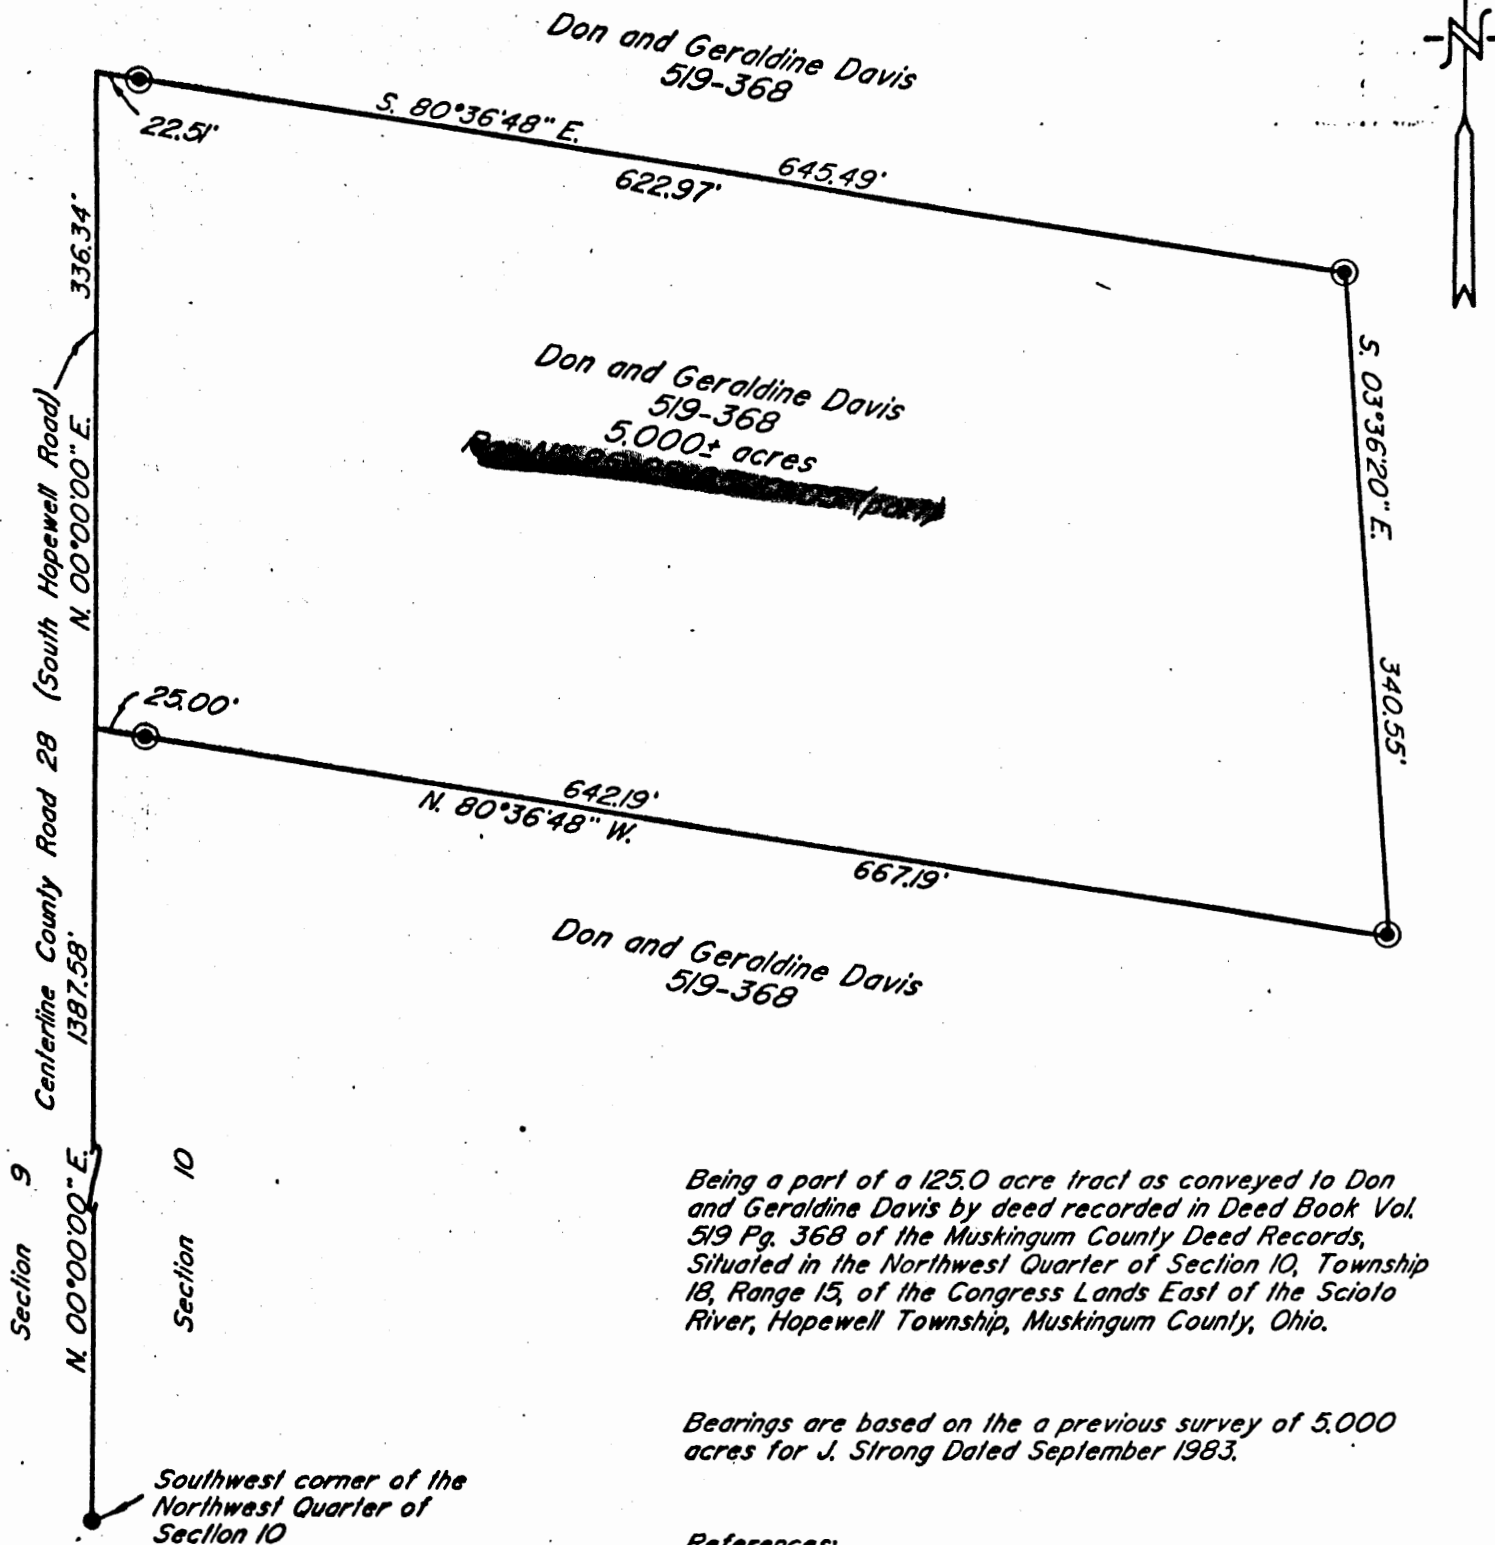 Don and Geraldine Davis
519-368
N
22.51'
S. 80°36'48" E.
645.49'
622.97'
336.34'
N. 00°00'00" E.
Centerline County Road 28 (South Hopewell Road)
Don and Geraldine Davis
519-368
5.000± acres
(part)
S. 03°36'20" E.
340.55'
25.00'
642.19'
N. 80°36'48" W.
667.19'
Don and Geraldine Davis
519-368
1387.58'
N. 00°00'00" E.
Section 9
Section 10
Being a part of a 125.0 acre tract as conveyed to Don
and Geraldine Davis by deed recorded in Deed Book Vol.
519 Pg. 368 of the Muskingum County Deed Records,
Situated in the Northwest Quarter of Section 10, Township
18, Range 15, of the Congress Lands East of the Scioto
River, Hopewell Township, Muskingum County, Ohio.
Bearings are based on the a previous survey of 5.000
acres for J. Strong Dated September 1983.
Southwest corner of the
Northwest Quarter of
Section 10
References: